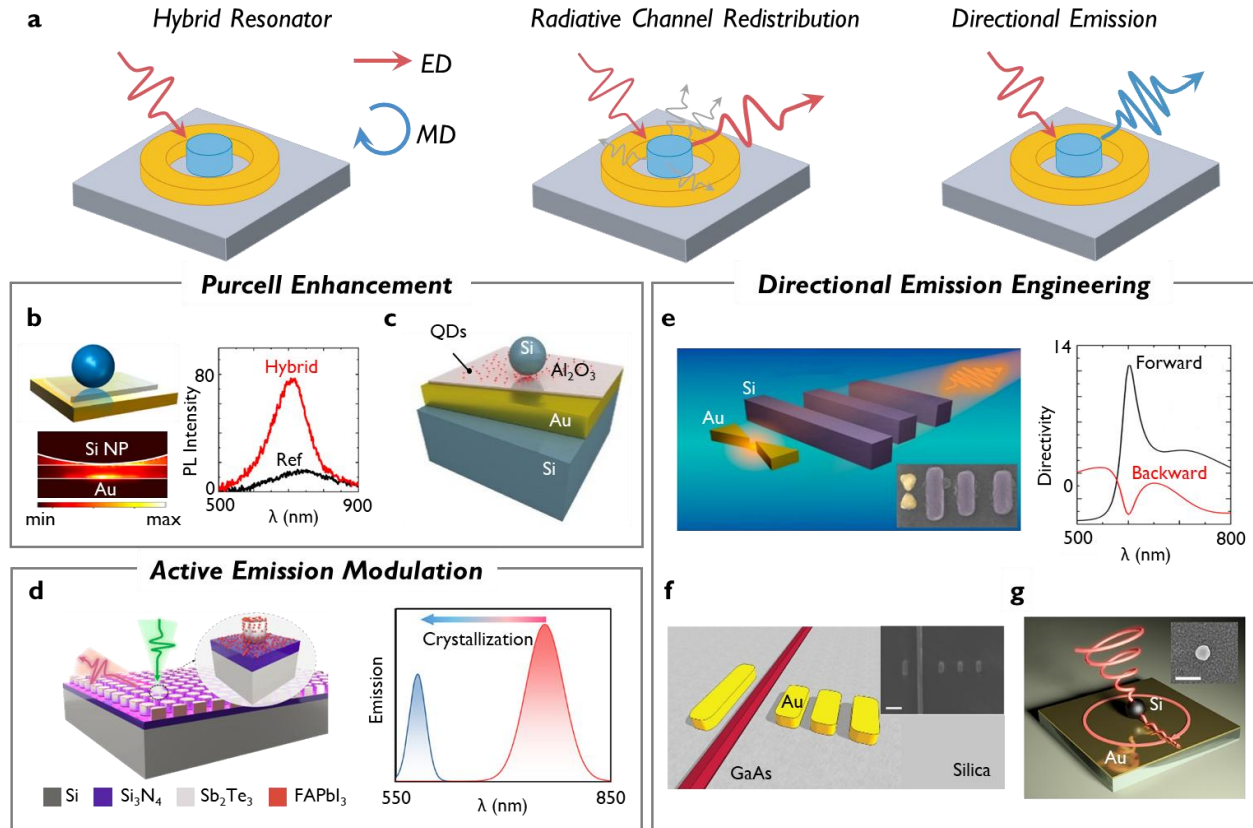 a
Hybrid Resonator
Radiative Channel Redistribution
Directional Emission
ED
MD
Purcell Enhancement
b
Si NP
Au
min
max
PL Intensity
80
0
Hybrid
Ref
500
900
λ (nm)
c
QDs
Si
Al₂O₃
Au
Si
Active Emission Modulation
d
Si
Si₃N₄
Sb₂Te₃
FAPbI₃
Emission
Crystallization
550
850
λ (nm)
Directional Emission Engineering
e
Si
Au
Directivity
14
0
Forward
Backward
500
800
λ (nm)
f
Au
GaAs
Silica
g
Si
Au